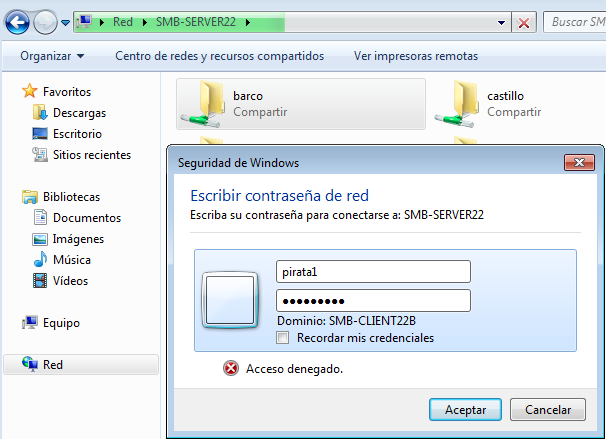 Red SMB-SERVER22
Buscar SM
Organizar Centro de redes y recursos compartidos Ver impresoras remotas
Favoritos
Descargas
Escritorio
Sitios recientes
Bibliotecas
Documentos
Imágenes
Música
Vídeos
Equipo
Red
barco
Compartir
castillo
Compartir
Seguridad de Windows
Escribir contraseña de red
Escriba su contraseña para conectarse a: SMB-SERVER22
pirata1
●●●●●●●●●
Dominio: SMB-CLIENT22B
Recordar mis credenciales
Acceso denegado.
Aceptar Cancelar